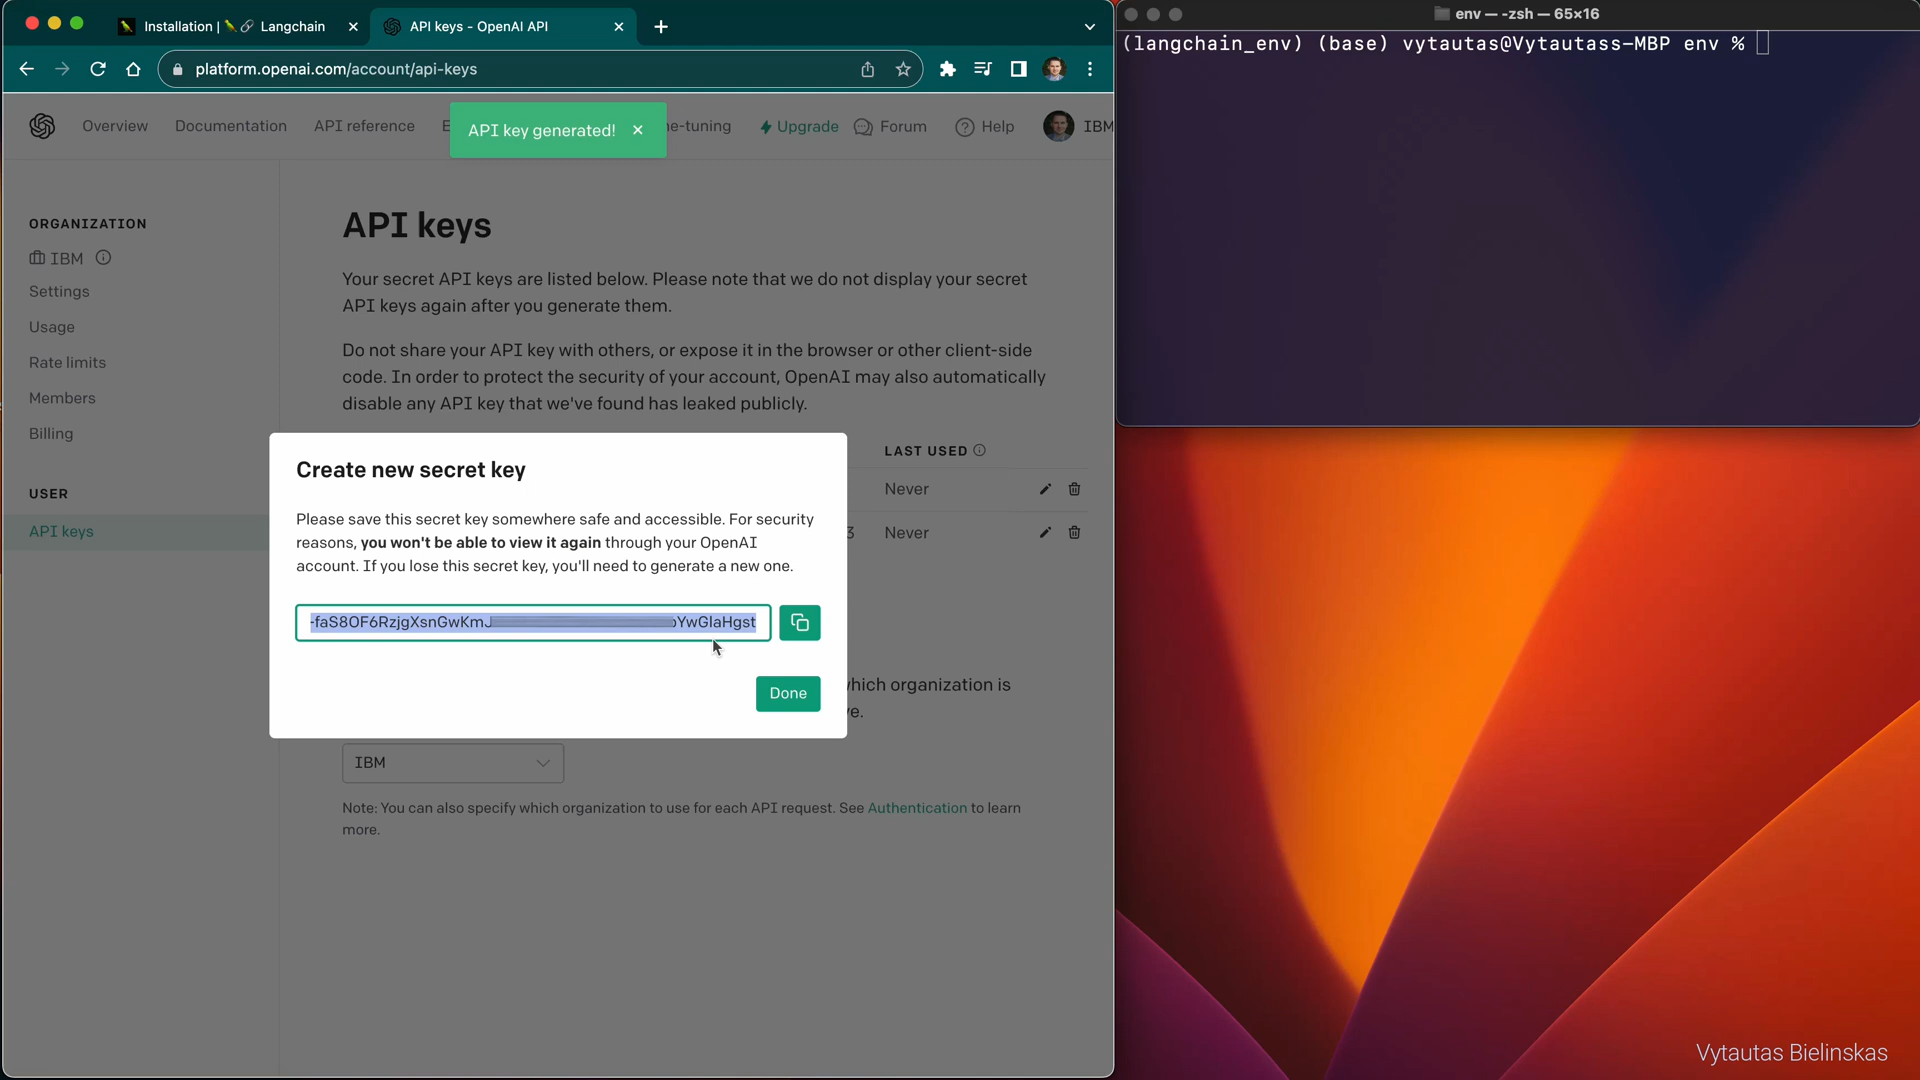 Installation | 🦜🔗 Langchain
API keys - OpenAI API
env — -zsh — 65×16
(langchain_env) (base) vytautas@Vytautass-MBP env %
platform.openai.com/account/api-keys
Overview
Documentation
API reference
E
API key generated!
ne-tuning
Upgrade
Forum
Help
IBM
ORGANIZATION
IBM
Settings
Usage
Rate limits
Members
Billing
USER
API keys
API keys
Your secret API keys are listed below. Please note that we do not display your secret
API keys again after you generate them.
Do not share your API key with others, or expose it in the browser or other client-side
code. In order to protect the security of your account, OpenAI may also automatically
disable any API key that we've found has leaked publicly.
LAST USED
Never
3 Never
Create new secret key
Please save this secret key somewhere safe and accessible. For security
reasons, you won't be able to view it again through your OpenAI
account. If you lose this secret key, you'll need to generate a new one.
-faS8OF6RzjgXsnGwKmJ
YwGlaHgst
Done
which organization is
ve.
IBM
Note: You can also specify which organization to use for each API request. See Authentication to learn
more.
Vytautas Bielinskas